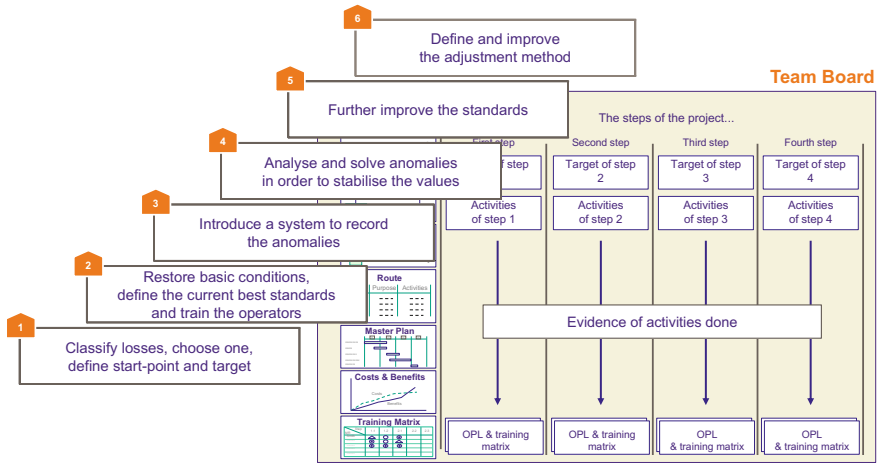 6
Define and improve
the adjustment method
Team Board
5
Further improve the standards
The steps of the project...
First step
Second step
Third step
Fourth step
4
Analyse and solve anomalies
in order to stabilise the values
of step
Target of step
2
Target of step
3
Target of step
4
3
Introduce a system to record
the anomalies
Activities
of step 1
Activities
of step 2
Activities
of step 3
Activities
of step 4
2
Restore basic conditions,
define the current best standards
and train the operators
Route
Purpose
Activities
1
Classify losses, choose one,
define start-point and target
Evidence of activities done
Master Plan
Costs & Benefits
Costs
Benefits
Training Matrix
OPL & training
matrix
OPL & training
matrix
OPL
& training matrix
OPL
& training matrix